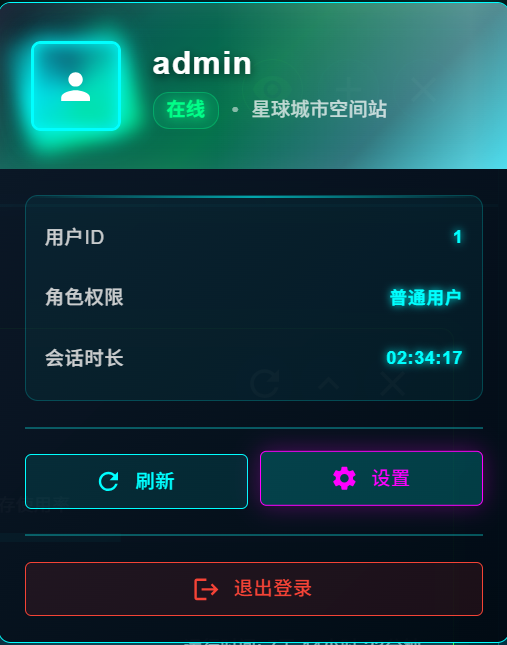 admin
在线 • 星球城市空间站
用户ID 1
角色权限 普通用户
会话时长 02:34:17
刷新 设置
退出登录